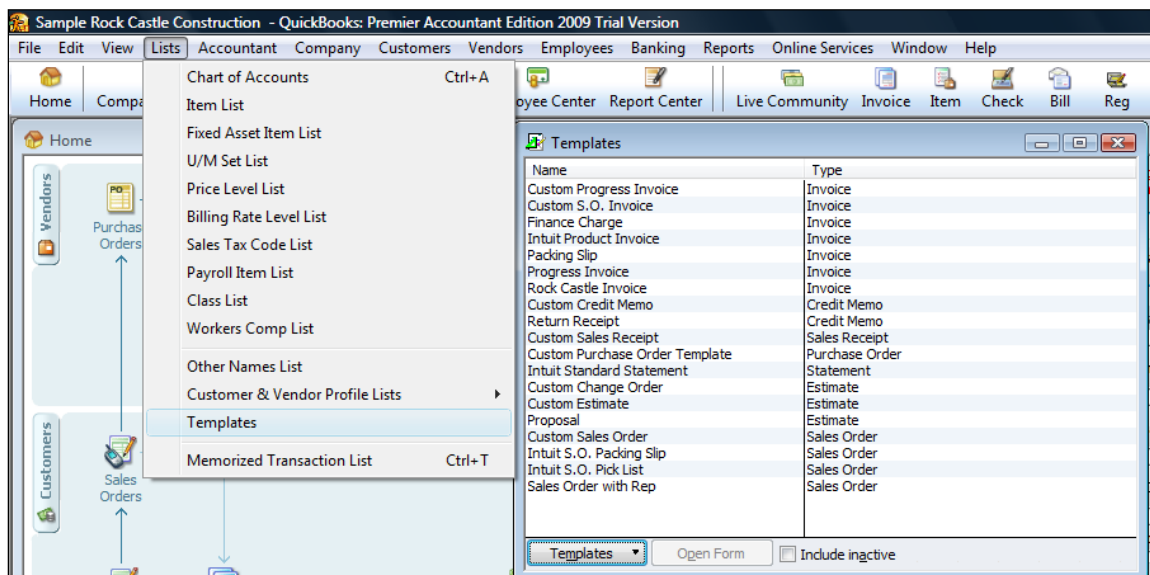 Sample Rock Castle Construction - QuickBooks: Premier Accountant Edition 2009 Trial Version
File Edit View Lists Accountant Company Customers Vendors Employees Banking Reports Online Services Window Help
Home Compa oyee Center Report Center Live Community Invoice Item Check Bill Reg
Chart of Accounts Ctrl+A
Item List
Fixed Asset Item List
U/M Set List
Price Level List
Billing Rate Level List
Sales Tax Code List
Payroll Item List
Class List
Workers Comp List
Other Names List
Customer & Vendor Profile Lists
Templates
Memorized Transaction List Ctrl+T
Home
Vendors
Purchas
Orders
Customers
Sales
Orders
Templates
Name Type
Custom Progress Invoice Invoice
Custom S.O. Invoice Invoice
Finance Charge Invoice
Intuit Product Invoice Invoice
Packing Slip Invoice
Progress Invoice Invoice
Rock Castle Invoice Invoice
Custom Credit Memo Credit Memo
Return Receipt Credit Memo
Custom Sales Receipt Sales Receipt
Custom Purchase Order Template Purchase Order
Intuit Standard Statement Statement
Custom Change Order Estimate
Custom Estimate Estimate
Proposal Estimate
Custom Sales Order Sales Order
Intuit S.O. Packing Slip Sales Order
Intuit S.O. Pick List Sales Order
Sales Order with Rep Sales Order
Templates Open Form Include inactive